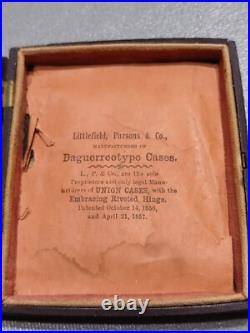 Littlefield, Parsons & Co.,
MANUFACTURERS OF
Daguerreotype Cases.
L., P. & Co., are the sole
Proprietors and only legal Manu-
facturers of UNION CASES, with the
Embracing Riveted Hinge.
Patented October 14, 1856,
and April 21, 1857.